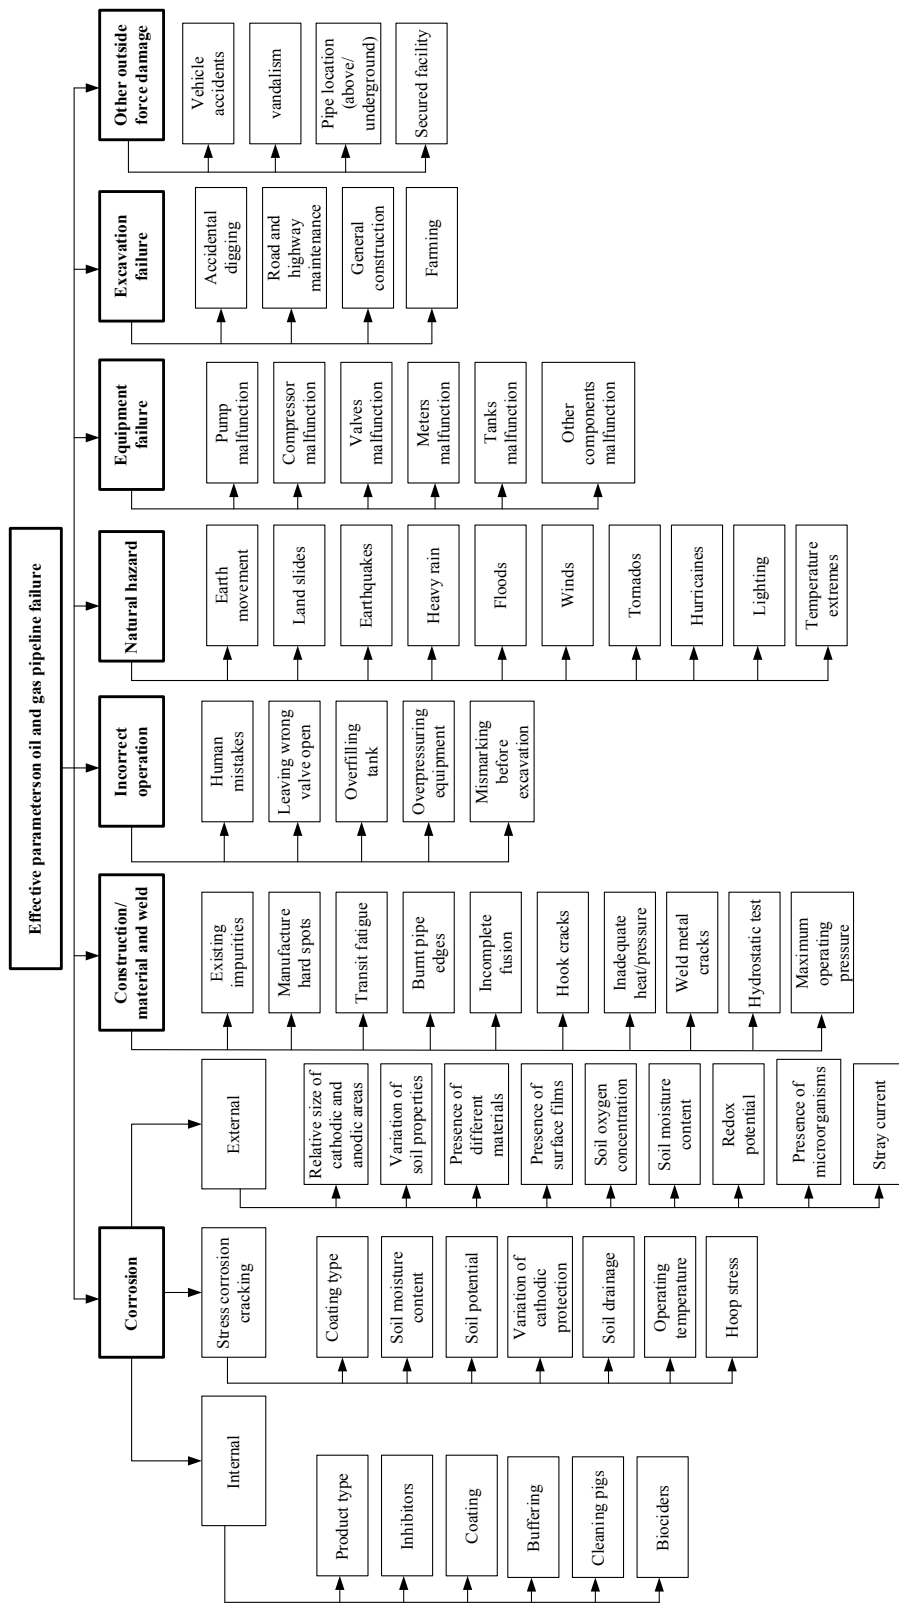 Effective parameterson oil and gas pipeline failure
Corrosion
Internal
Product type
Inhibitors
Coating
Buffering
Cleaning pigs
Biociders
Stress corrosion
cracking
Coating type
Soil moisture
content
Soil potential
Variation of
cathodic
protection
Soil drainage
Operating
temperature
Hoop stress
External
Relative size of
cathodic and
anodic areas
Variation of
soil properties
Presence of
different
materials
Presence of
surface films
Soil oxygen
concentration
Soil moisture
content
Redox
potential
Presence of
microorganisms
Stray current
Construction/
material and weld
Existing
impurities
Manufacture
hard spots
Transit fatigue
Burnt pipe
edges
Incomplete
fusion
Hook cracks
Inadequate
heat/pressure
Weld metal
cracks
Hydrostatic test
Maximum
operating
pressure
Incorrect
operation
Human
mistakes
Leaving wrong
valve open
Overfilling
tank
Overpressuring
equipment
Mismarking
before
excavation
Natural hazard
Earth
movement
Land slides
Earthquakes
Heavy rain
Floods
Winds
Tornados
Hurricaines
Lighting
Temperature
extremes
Equipment
failure
Pump
malfunction
Compressor
malfunction
Valves
malfunction
Meters
malfunction
Tanks
malfunction
Other
components
malfunction
Excavation
failure
Accidental
digging
Road and
highway
maintenance
General
construction
Farming
Other outside
force damage
Vehicle
accidents
vandalism
Pipe location
(above/
underground)
Secured facility